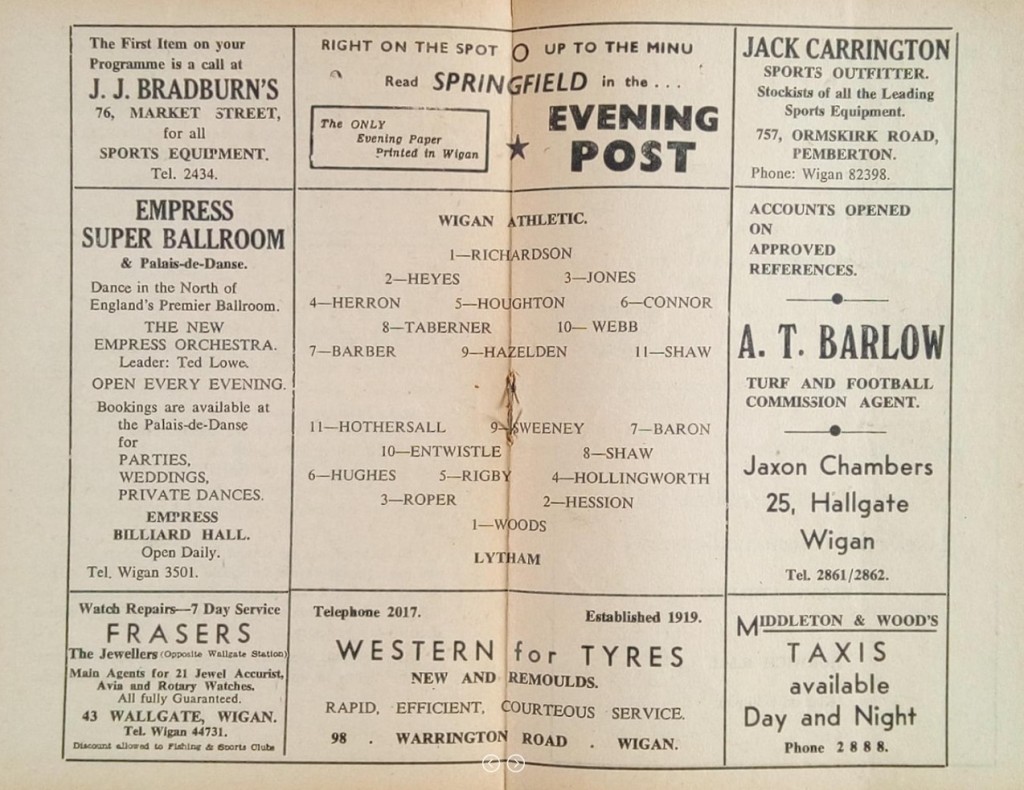 The First Item on your
Programme is a call at
J. J. BRADBURN'S
76, MARKET STREET,
for all
SPORTS EQUIPMENT.
Tel. 2434.
RIGHT ON THE SPOT O UP TO THE MINU
Read SPRINGFIELD in the ...
The ONLY
Evening Paper
Printed in Wigan
★ EVENING
POST
JACK CARRINGTON
SPORTS OUTFITTER.
Stockists of all the Leading
Sports Equipment.
757, ORMSKIRK ROAD,
PEMBERTON.
Phone: Wigan 82398.
EMPRESS
SUPER BALLROOM
& Palais-de-Danse.
Dance in the North of
England's Premier Ballroom.
THE NEW
EMPRESS ORCHESTRA.
Leader: Ted Lowe.
OPEN EVERY EVENING.
Bookings are available at
the Palais-de-Danse
for
PARTIES,
WEDDINGS,
PRIVATE DANCES.
EMPRESS
BILLIARD HALL.
Open Daily.
Tel. Wigan 3501.
WIGAN ATHLETIC.
1—RICHARDSON
2—HEYES 3—JONES
4—HERRON 5—HOUGHTON 6—CONNOR
8—TABERNER 10—WEBB
7—BARBER 9—HAZELDEN 11—SHAW
11—HOTHERSALL 9—SWEENEY 7—BARON
10—ENTWISTLE 8—SHAW
6—HUGHES 5—RIGBY 4—HOLLINGWORTH
3—ROPER 2—HESSION
1—WOODS
LYTHAM
ACCOUNTS OPENED
ON
APPROVED
REFERENCES.
A. T. BARLOW
TURF AND FOOTBALL
COMMISSION AGENT.
Jaxon Chambers
25, Hallgate
Wigan
Tel. 2861/2862.
Watch Repairs—7 Day Service
FRASERS
The Jewellers (Opposite Wallgate Station)
Main Agents for 21 Jewel Accurist,
Avia and Rotary Watches.
All fully Guaranteed.
43 WALLGATE, WIGAN.
Tel. Wigan 44731.
Discount allowed to Fishing & Sports Clubs
Telephone 2017. Established 1919.
WESTERN for TYRES
NEW AND REMOULDS.
RAPID, EFFICIENT, COURTEOUS SERVICE.
98 . WARRINGTON ROAD . WIGAN.
MIDDLETON & WOOD'S
TAXIS
available
Day and Night
Phone 2888.